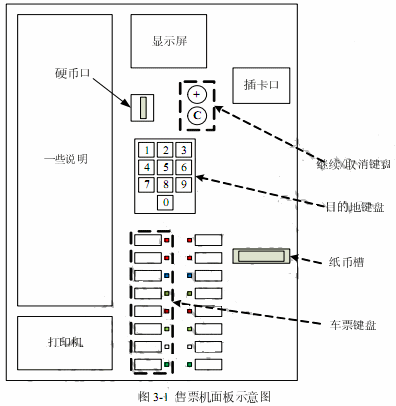 显示屏
硬币口
插卡口
+
C
一些说明
继续/取消键盘
1 2 3
4 5 6
7 8 9
0
目的地键盘
纸币槽
车票键盘
打印机
图 3-1 售票机面板示意图